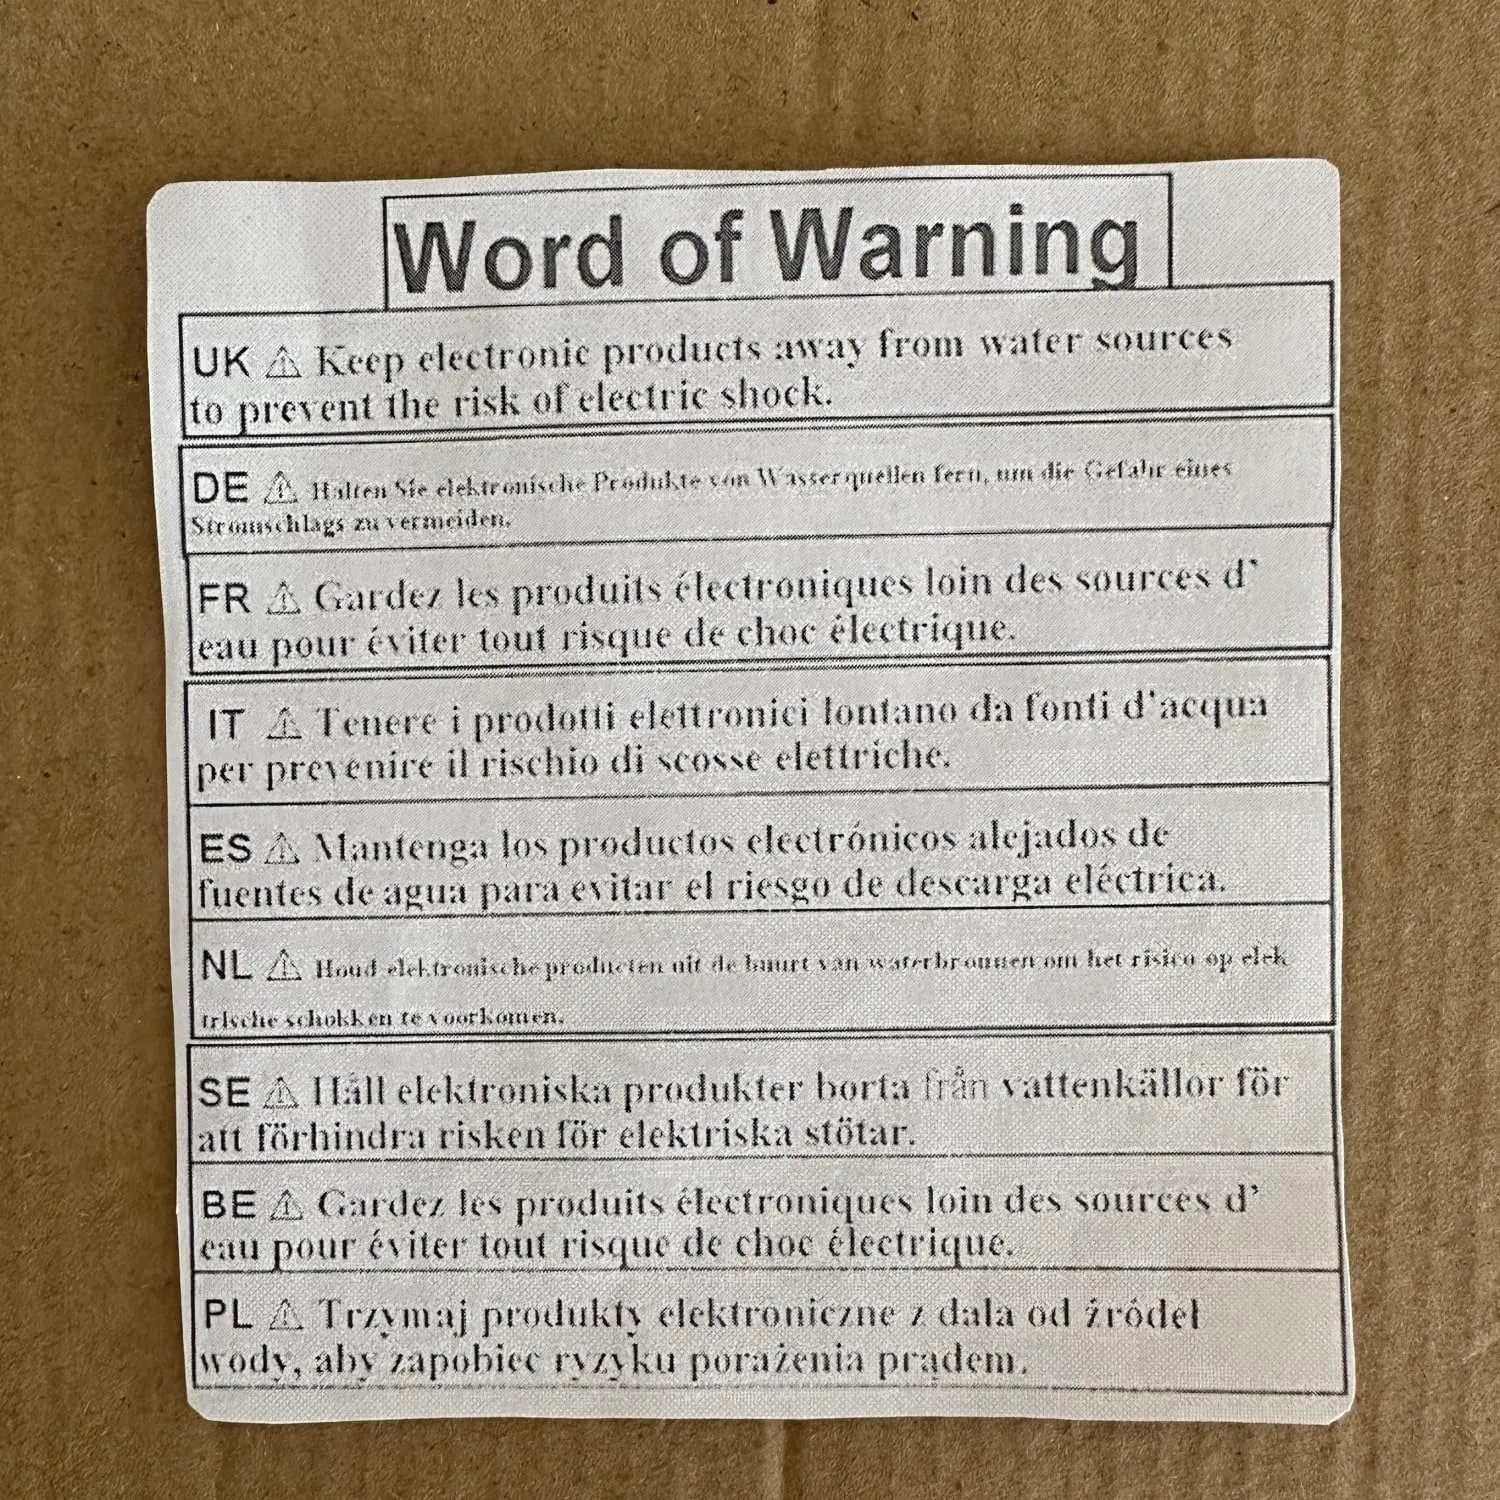 Word of Warning
UK ⚠ Keep electronic products away from water sources
to prevent the risk of electric shock.
DE ⚠ Halten Sie elektronische Produkte von Wasserquellen fern, um die Gefahr eines
Stromschlags zu vermeiden.
FR ⚠ Gardez les produits électroniques loin des sources d’
eau pour éviter tout risque de choc électrique.
IT ⚠ Tenere i prodotti elettronici lontano da fonti d'acqua
per prevenire il rischio di scosse elettriche.
ES ⚠ Mantenga los productos electrónicos alejados de
fuentes de agua para evitar el riesgo de descarga eléctrica.
NL ⚠ Houd elektronische producten uit de buurt van waterbronnen om het risico op elek
trische schokken te voorkomen.
SE ⚠ Håll elektroniska produkter borta från vattenkällor för
att förhindra risken för elektriska stötar.
BE ⚠ Gardez les produits électroniques loin des sources d’
eau pour éviter tout risque de choc électrique.
PL ⚠ Trzymaj produkty elektroniczne z dala od źródeł
wody, aby zapobiec ryzyku porażenia prądem.